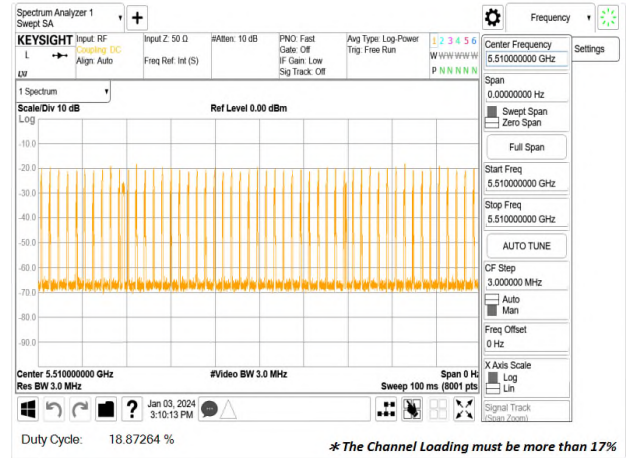 Spectrum Analyzer 1
Swept SA
+
Frequency
KEYSIGHT
Input: RF
Input Z: 50 Ω
#Atten: 10 dB
PNO: Fast
Avg Type: Log-Power
1 2 3 4 5 6
Coupling: DC
Gate: Off
Trig: Free Run
L
Align: Auto
Freq Ref: Int (S)
IF Gain: Low
W W W W W W
Sig Track: Off
P N N N N N
Center Frequency
5.510000000 GHz
Settings
Span
0.00000000 Hz
Swept Span
Zero Span
Full Span
Start Freq
5.510000000 GHz
Stop Freq
5.510000000 GHz
AUTO TUNE
CF Step
3.000000 MHz
Auto
Man
Freq Offset
0 Hz
X Axis Scale
Log
Lin
Signal Track
(Span Zoom)
1 Spectrum
Scale/Div 10 dB
Ref Level 0.00 dBm
Log
-10.0
-20.0
-30.0
-40.0
-50.0
-60.0
-70.0
-80.0
-90.0
Center 5.510000000 GHz
#Video BW 3.0 MHz
Span 0 Hz
Res BW 3.0 MHz
Sweep 100 ms (8001 pts
?
Jan 03, 2024
3:10:13 PM
Duty Cycle: 18.87264 %
* The Channel Loading must be more than 17%